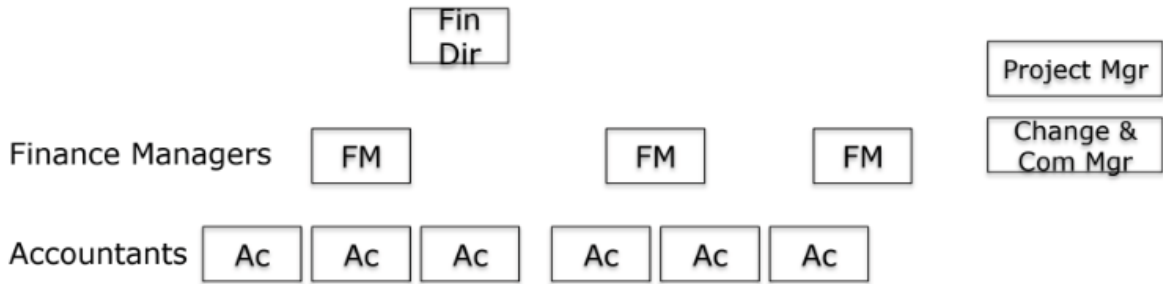 Fin
Dir
Project Mgr
Change &
Com Mgr
Finance Managers FM FM FM
Accountants Ac Ac Ac Ac Ac Ac